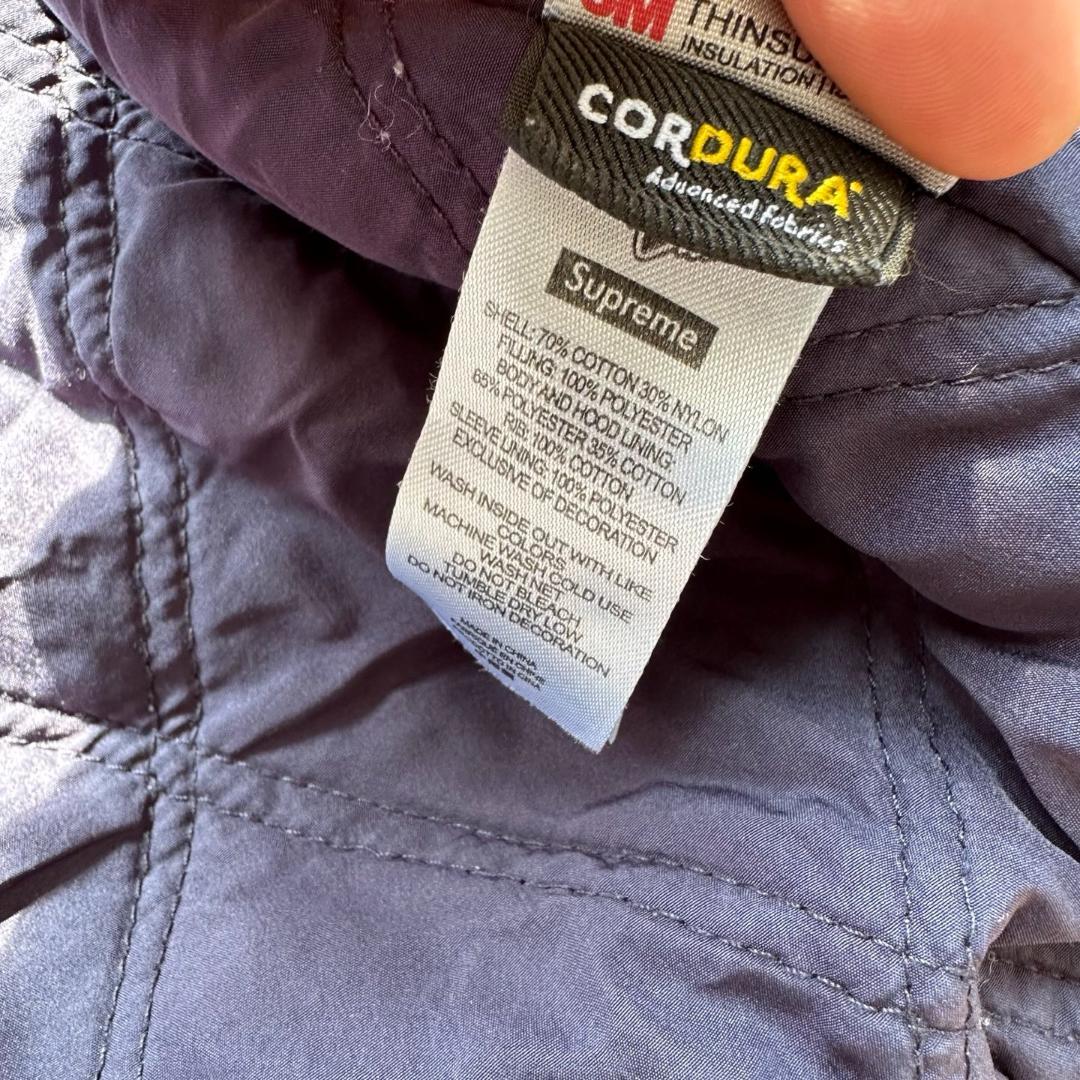 3M THINSU
INSULATION
CORDURA
Advanced Fabrics
Supreme
SHELL: 70% COTTON 30% NYLON
FILLING: 100% POLYESTER
BODY AND HOOD LINING:
65% POLYESTER 35% COTTON
RIB: 100% COTTON
SLEEVE LINING: 100% POLYESTER
EXCLUSIVE OF DECORATION
WASH INSIDE OUT WITH LIKE
COLORS
MACHINE WASH COLD USE
WASH NET
DO NOT BLEACH
TUMBLE DRY LOW
DO NOT IRON DECORATION
MADE IN CHINA